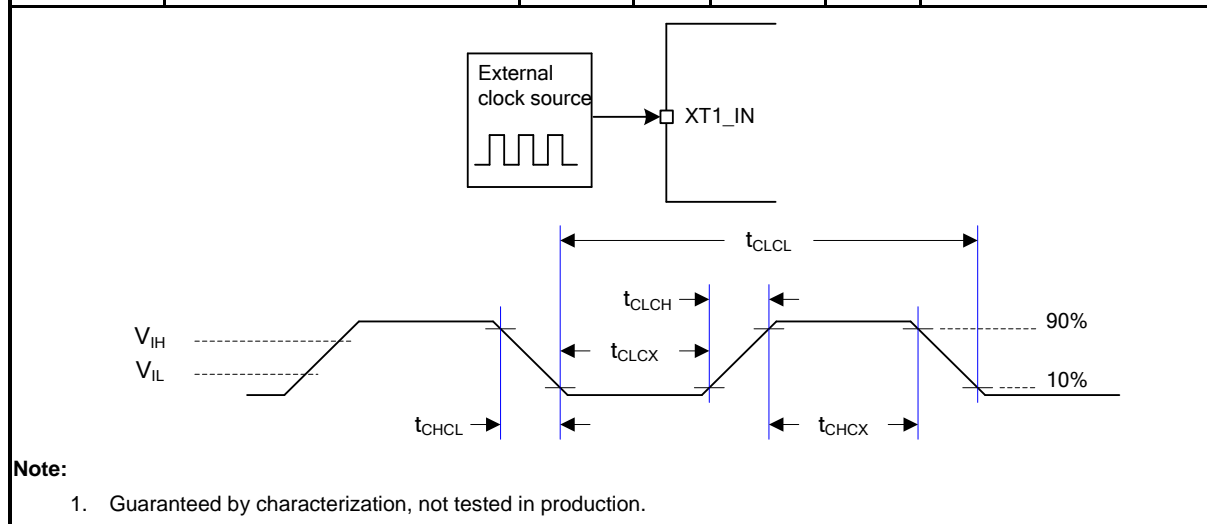 External
clock source
XT1_IN
tCLCL
tCLCH
90%
VIH
tCLCX
VIL
10%
tCHCL
tCHCX
Note:
1. Guaranteed by characterization, not tested in production.